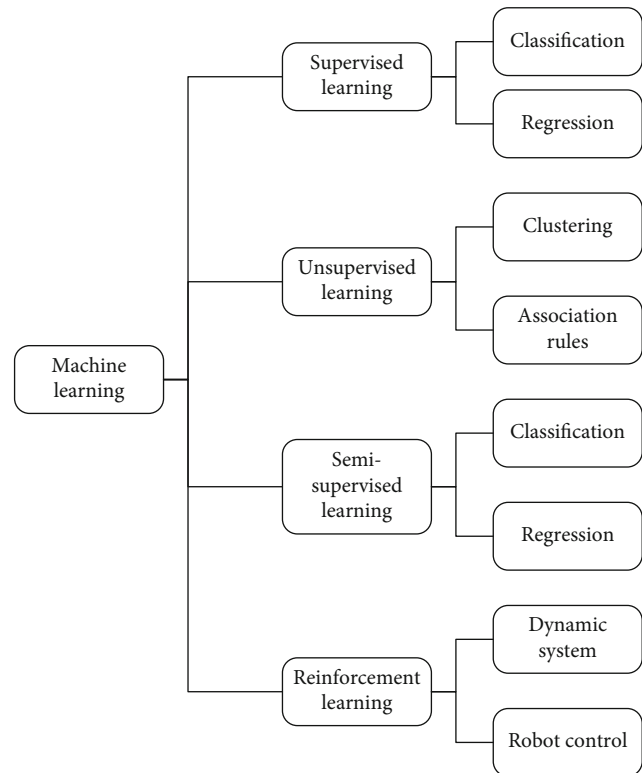 Machine
learning
Supervised
learning
Classification
Regression
Unsupervised
learning
Clustering
Association
rules
Semi-
supervised
learning
Classification
Regression
Reinforcement
learning
Dynamic
system
Robot control